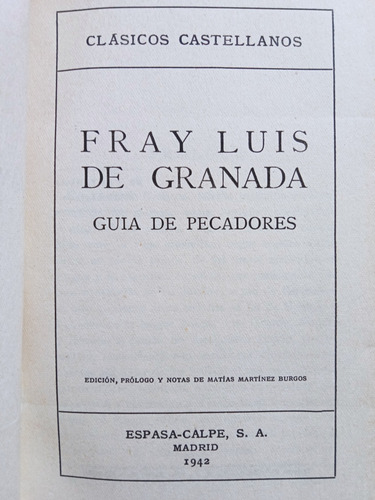 CLÁSICOS CASTELLANOS
FRAY LUIS
DE GRANADA
GUIA DE PECADORES
EDICIÓN, PRÓLOGO Y NOTAS DE MATÍAS MARTÍNEZ BURGOS
ESPASA-CALPE, S. A.
MADRID
1942